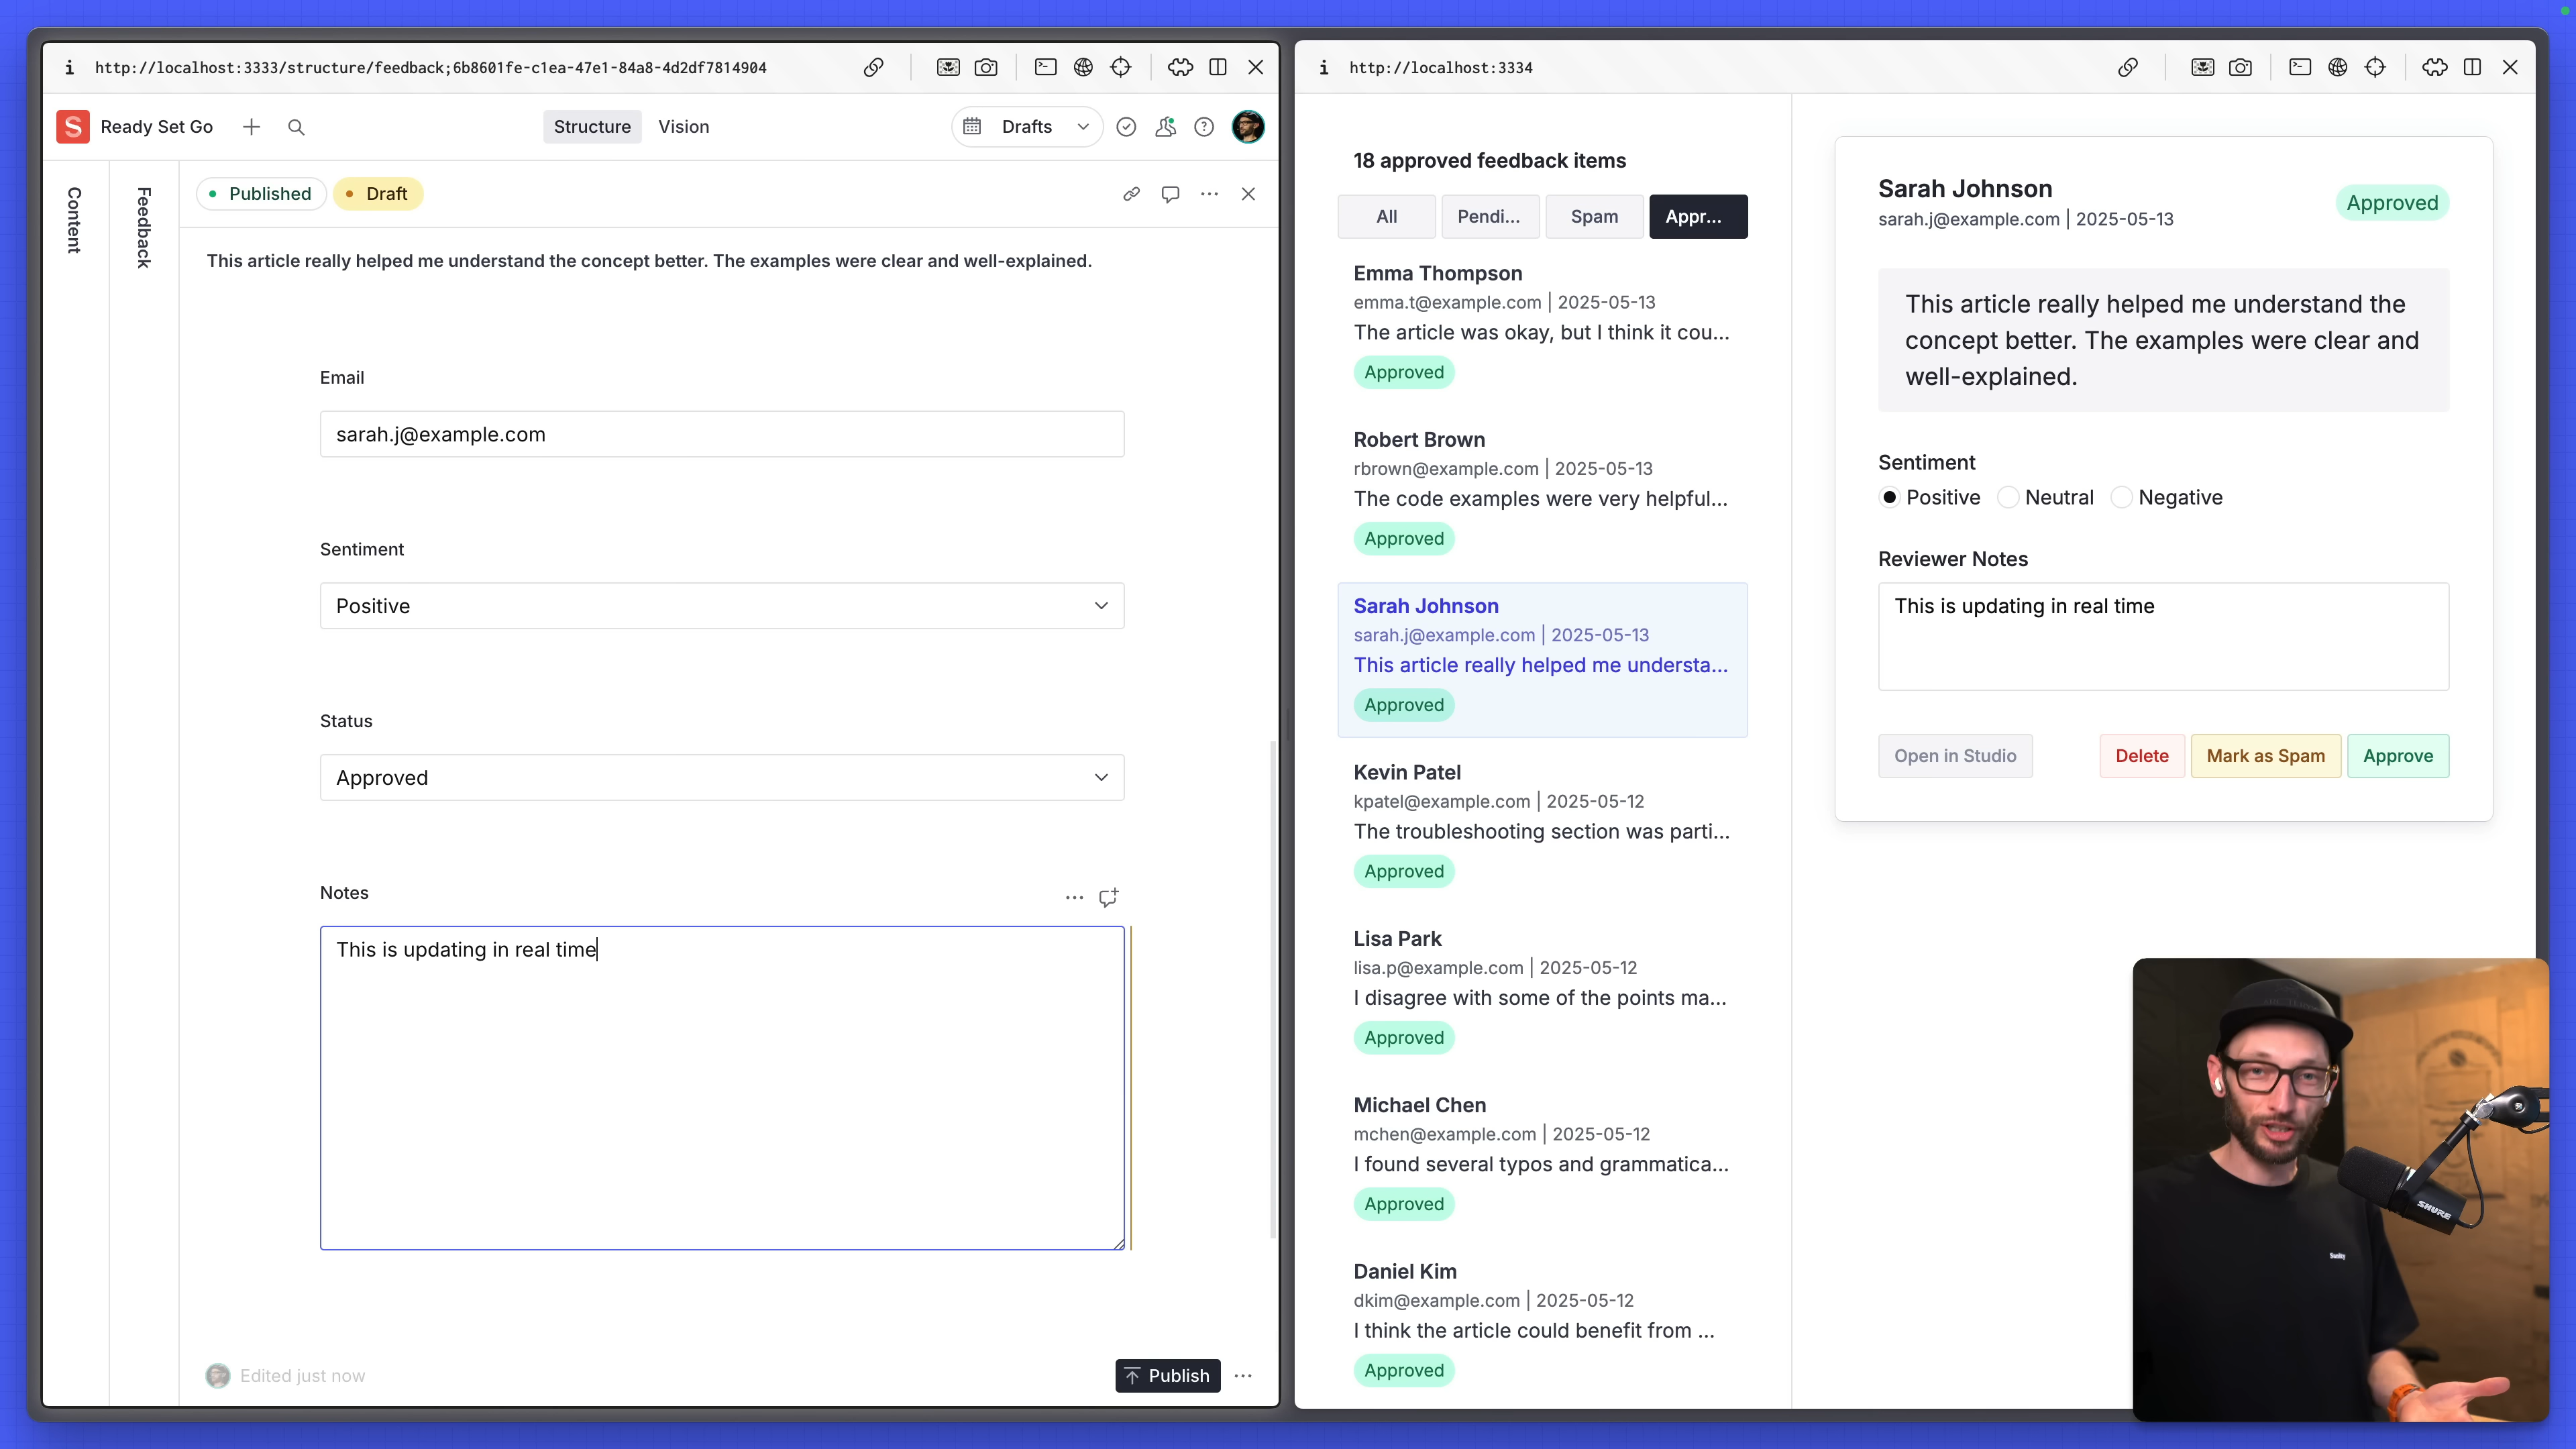 http://localhost:3333/structure/feedback;6b8601fe-c1ea-47e1-84a8-4d2df7814904
S Ready Set Go
Structure
Vision
Drafts
Content
Feedback
Published
Draft
This article really helped me understand the concept better. The examples were clear and well-explained.
Email
sarah.j@example.com
Sentiment
Positive
Status
Approved
Notes
This is updating in real time
Edited just now
Publish
http://localhost:3334
18 approved feedback items
All
Pendi...
Spam
Appr...
Emma Thompson
emma.t@example.com | 2025-05-13
The article was okay, but I think it cou...
Approved
Robert Brown
rbrown@example.com | 2025-05-13
The code examples were very helpful...
Approved
Sarah Johnson
sarah.j@example.com | 2025-05-13
This article really helped me understa...
Approved
Kevin Patel
kpatel@example.com | 2025-05-12
The troubleshooting section was parti...
Approved
Lisa Park
lisa.p@example.com | 2025-05-12
I disagree with some of the points ma...
Approved
Michael Chen
mchen@example.com | 2025-05-12
I found several typos and grammatica...
Approved
Daniel Kim
dkim@example.com | 2025-05-12
I think the article could benefit from ...
Approved
Sarah Johnson
sarah.j@example.com | 2025-05-13
Approved
This article really helped me understand the
concept better. The examples were clear and
well-explained.
Sentiment
Positive
Neutral
Negative
Reviewer Notes
This is updating in real time
Open in Studio
Delete
Mark as Spam
Approve
SHURE
Sanity